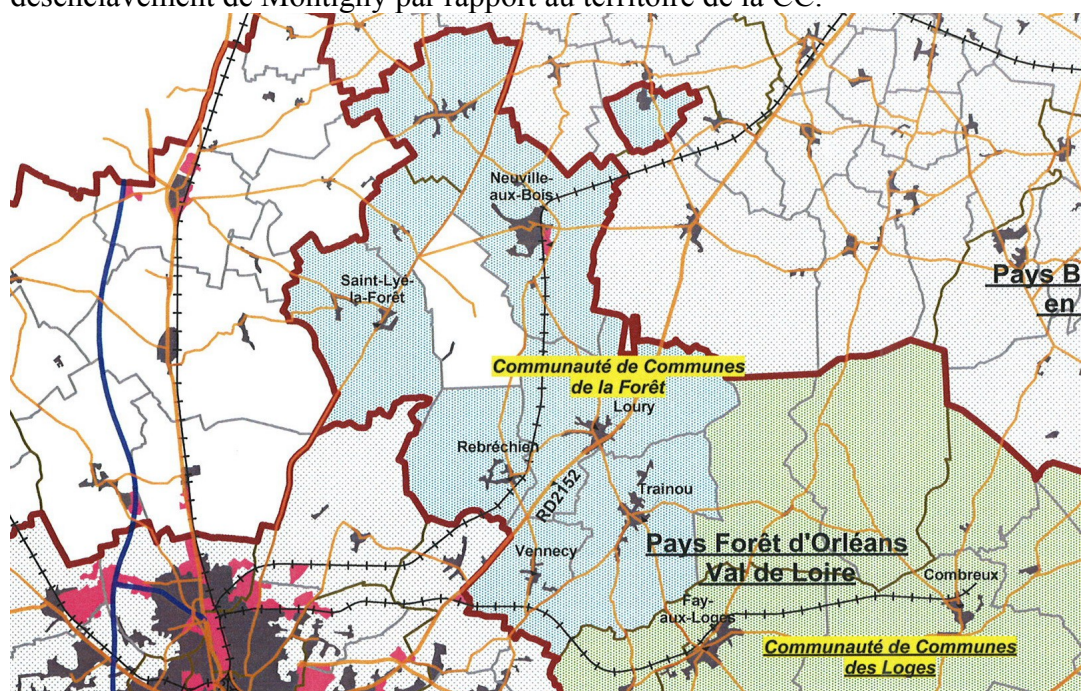 désenclavement de Montigny par rapport au territoire de la CC.
Neuville-
aux-Bois
Saint-Lye-
la-Forêt
Pays B
en
Communauté de Communes
de la Forêt
Loury
Rebréchien
RD2152
Trainou
Vennecy
Pays Forêt d'Orléans
Val de Loire
Combreux
Fay-
aux-Loges
Communauté de Communes
des Loges